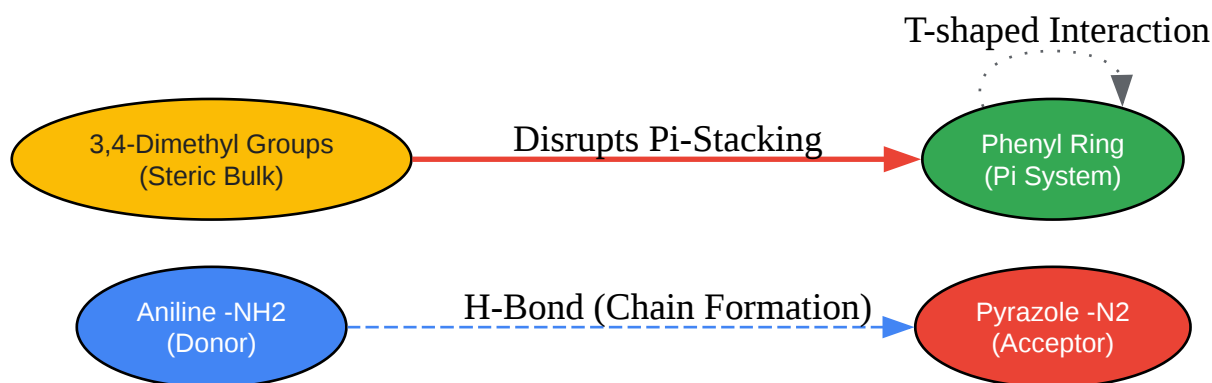 T-shaped Interaction
3,4-Dimethyl Groups
(Steric Bulk)
Disrupts Pi-Stacking
Phenyl Ring
(Pi System)
Aniline -NH2
(Donor)
H-Bond (Chain Formation)
Pyrazole -N2
(Acceptor)